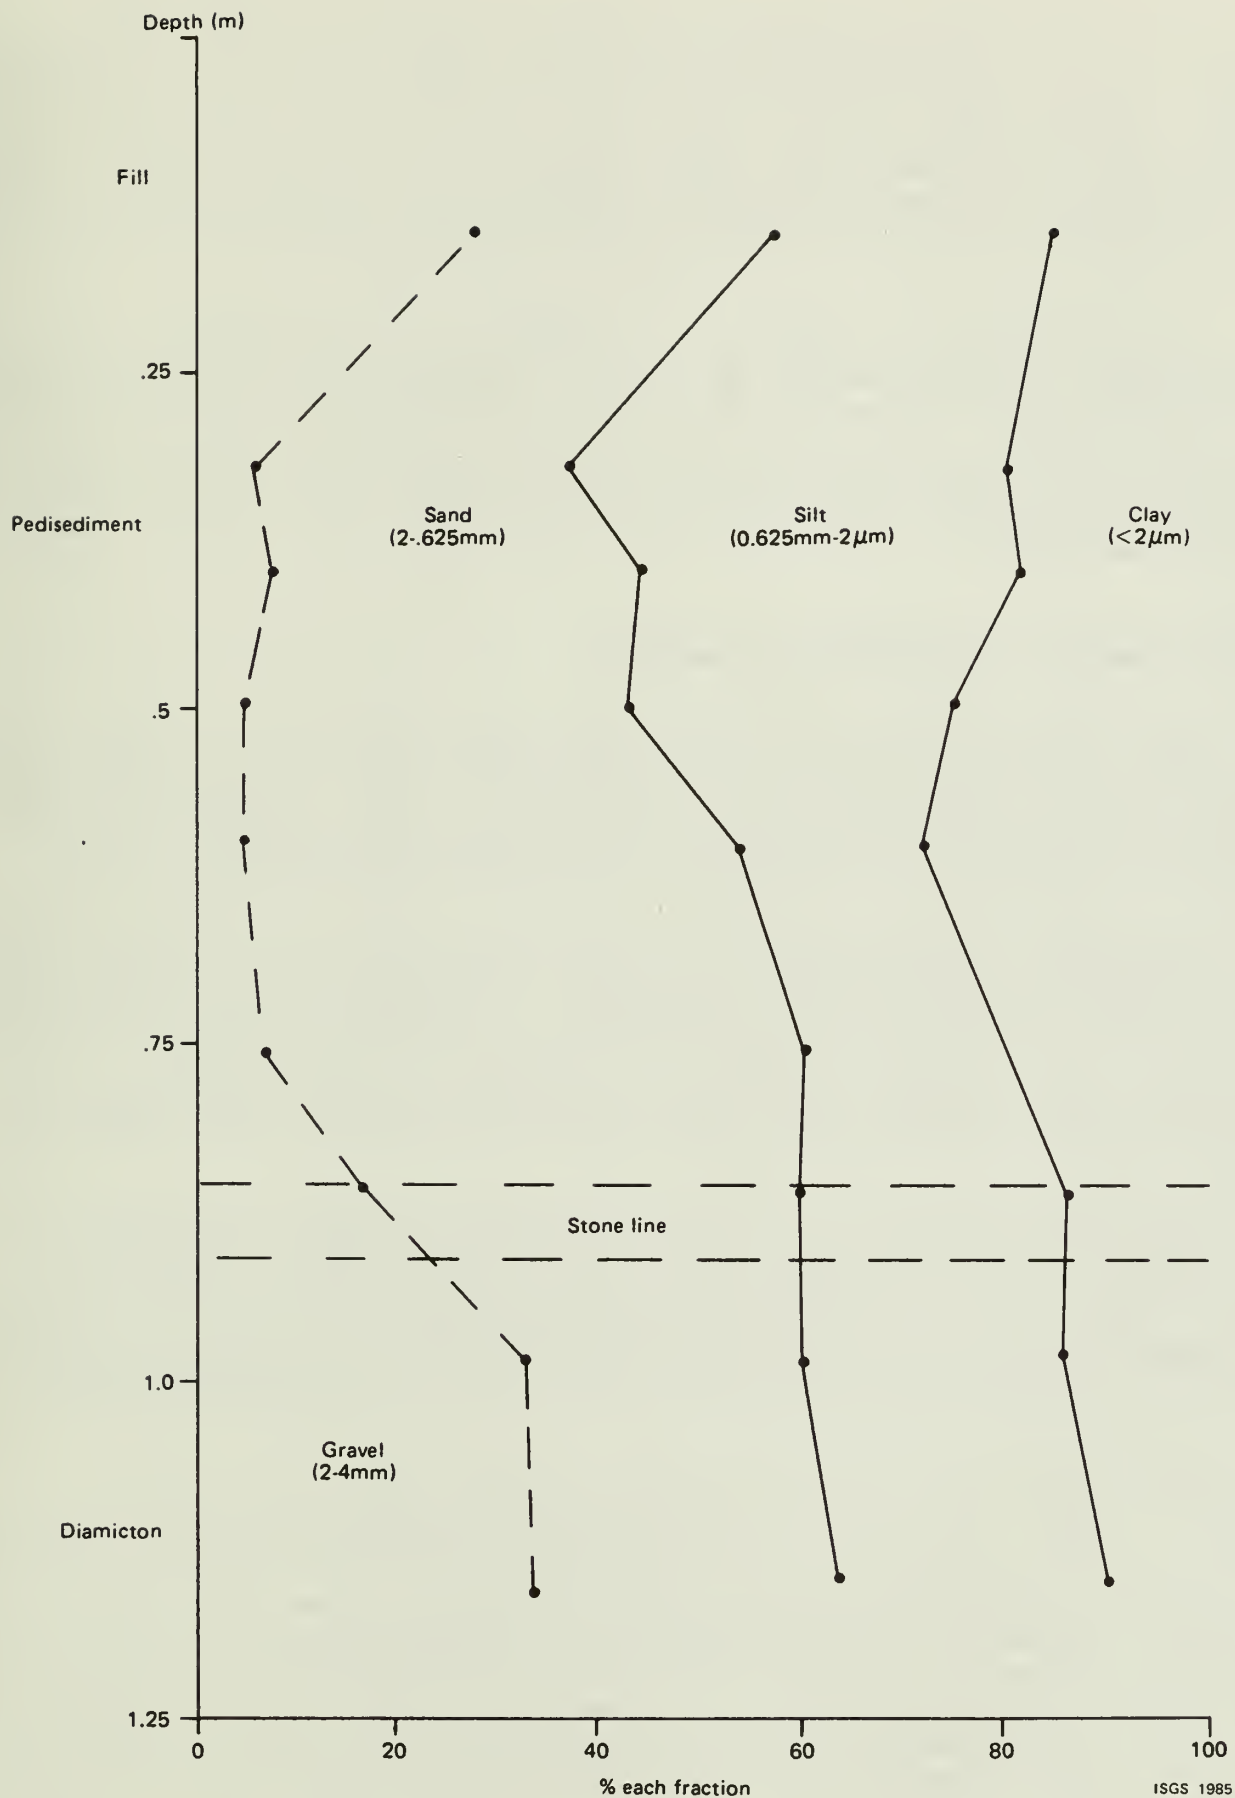 Depth (m)
Fill
.25
Pedisediment
Sand
(2-.625mm)
Silt
(0.625mm-2μm)
Clay
(<2μm)
.5
.75
Stone line
1.0
Gravel
(2-4mm)
Diamicton
1.25
0 20 40 60 80 100
% each fraction
ISGS 1985